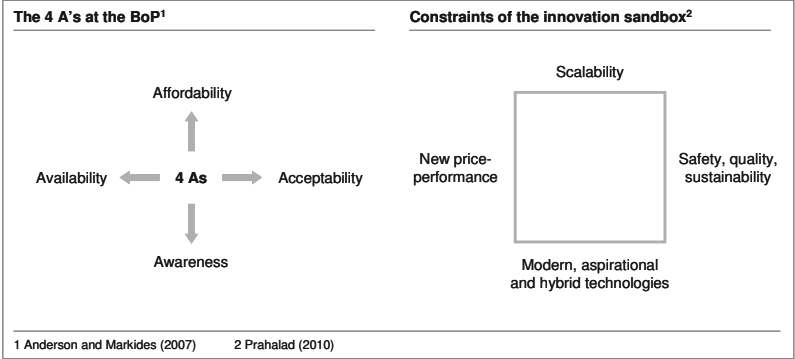 The 4 A's at the BoP1
Constraints of the innovation sandbox2
Affordability
Availability
4 As
Acceptability
Awareness
Scalability
New price-
performance
Safety, quality,
sustainability
Modern, aspirational
and hybrid technologies
1 Anderson and Markides (2007)
2 Prahalad (2010)